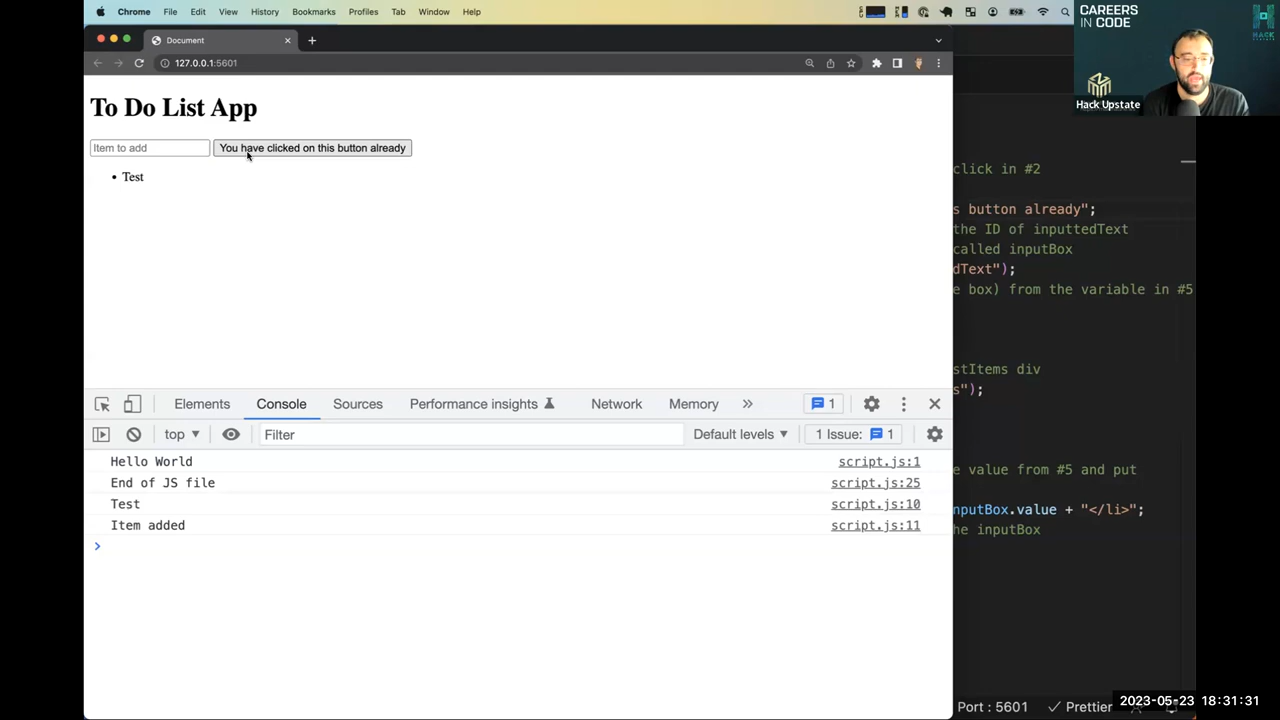 Chrome File Edit View History Bookmarks Profiles Tab Window Help
CAREERS
IN CODE
HACK
UPSTATE
Hack Upstate
Document
127.0.0.1:5601
To Do List App
Item to add You have clicked on this button already
• Test
click in #2
s button already";
the ID of inputtedText
called inputBox
dText");
e box) from the variable in #5
stItems div
s");
e value from #5 and put
nputBox.value + "</li>";
he inputBox
Elements Console Sources Performance insights Network Memory » 1
top Filter Default levels 1 Issue: 1
Hello World script.js:1
End of JS file script.js:25
Test script.js:10
Item added script.js:11
>
Port : 5601 Prettier
2023-05-23 18:31:31